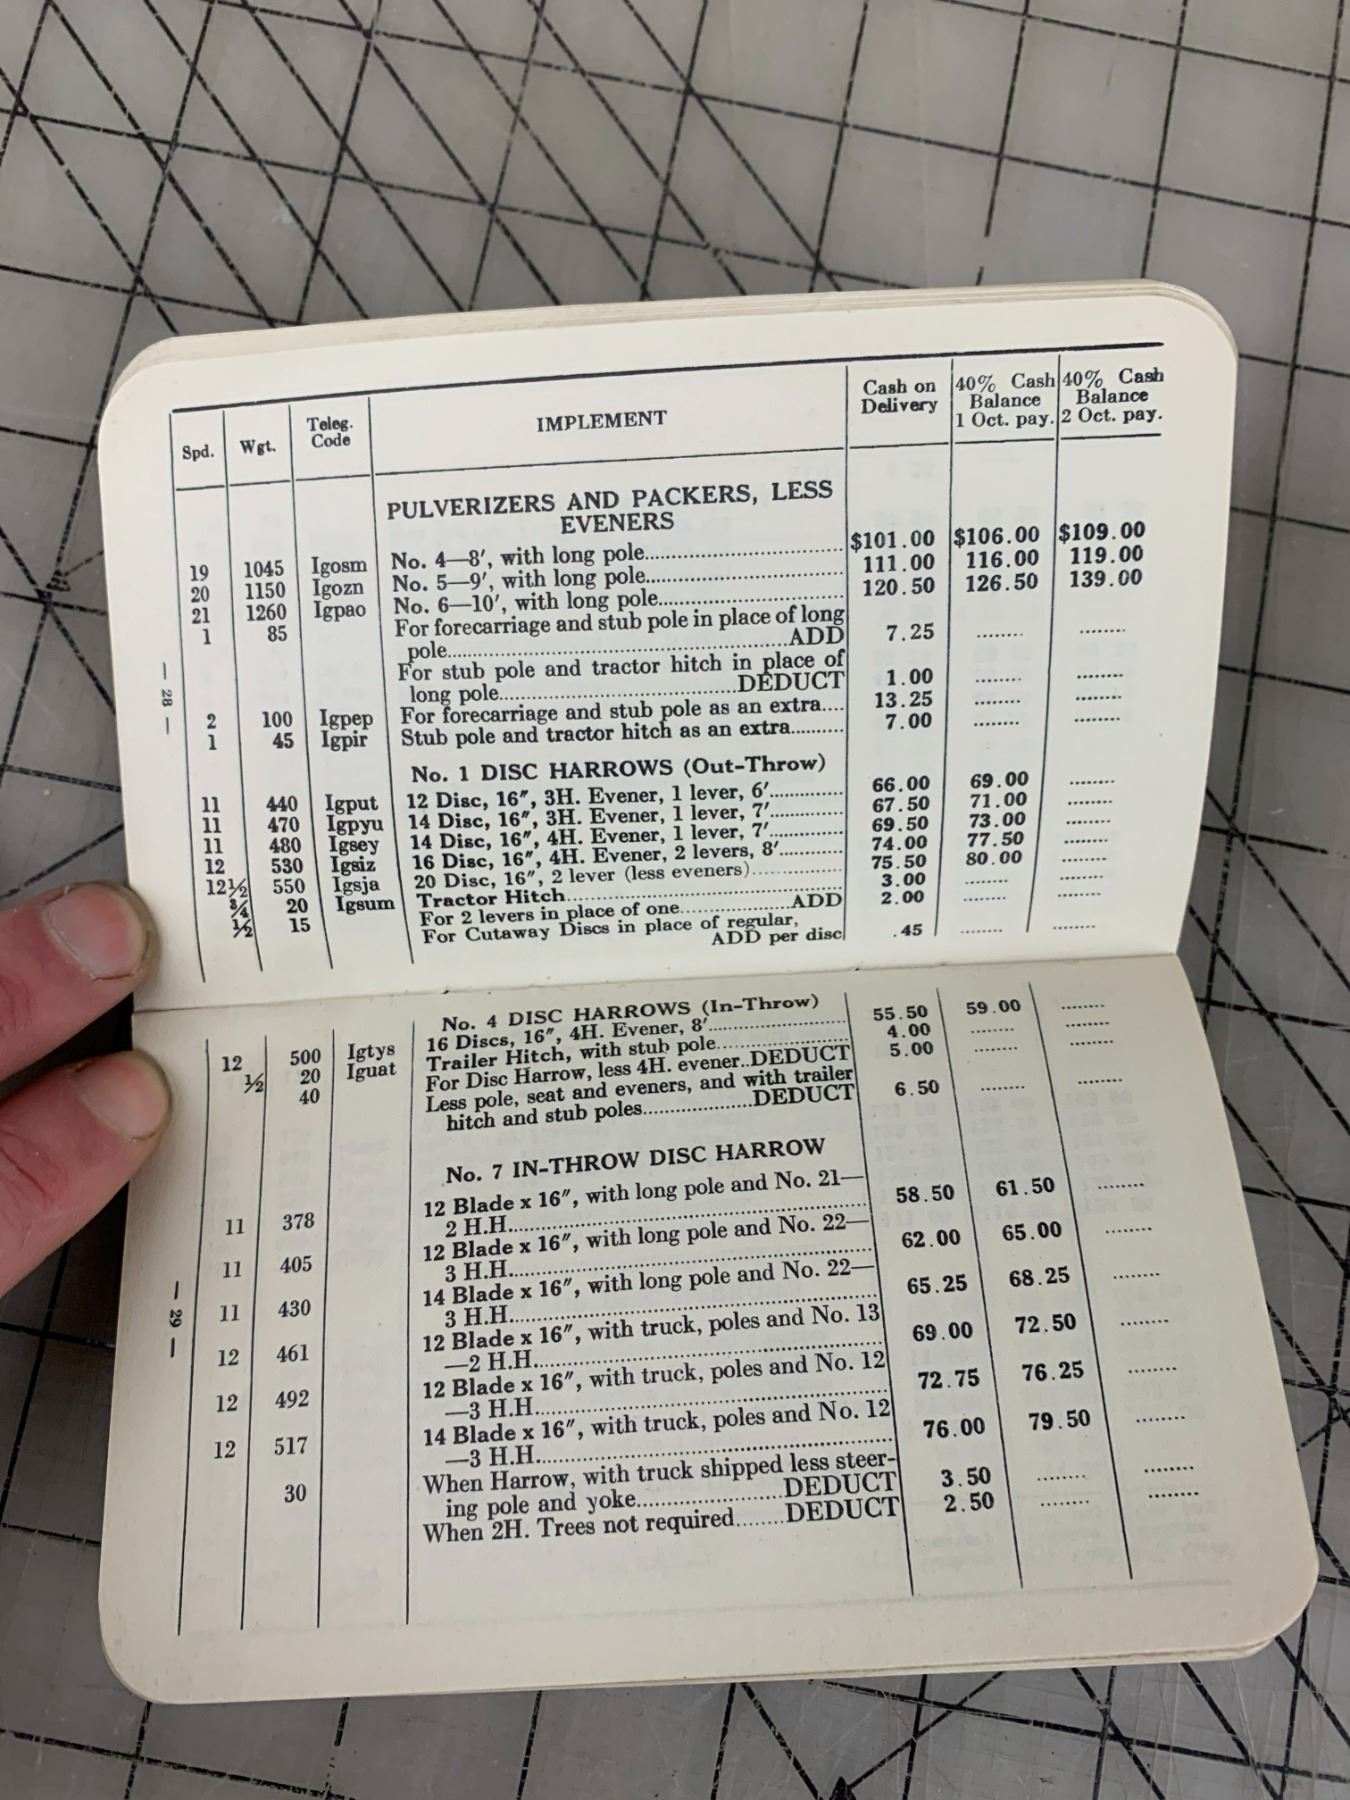 Spd. Wgt. Teleg. Code IMPLEMENT Cash on Delivery 40% Cash Balance 1 Oct. pay. 40% Cash Balance 2 Oct. pay.
PULVERIZERS AND PACKERS, LESS
EVENERS
19 1045 Igosm No. 4—8′, with long pole.......... $101.00 $106.00 $109.00
20 1150 Igozn No. 5—9′, with long pole.......... 111.00 116.00 119.00
21 1260 Igpao No. 6—10′, with long pole.......... 120.50 126.50 139.00
1 85 For forecarriage and stub pole in place of long
pole..........ADD 7.25 ........ ........
For stub pole and tractor hitch in place of
long pole..........DEDUCT 1.00 ........ ........
2 100 Igpep For forecarriage and stub pole as an extra.... 13.25 ........ ........
1 45 Igpir Stub pole and tractor hitch as an extra.......... 7.00 ........ ........
No. 1 DISC HARROWS (Out-Throw)
11 440 Igput 12 Disc, 16″, 3H. Evener, 1 lever, 6′.......... 66.00 69.00 ........
11 470 Igpyu 14 Disc, 16″, 3H. Evener, 1 lever, 7′.......... 67.50 71.00 ........
11 480 Igsey 14 Disc, 16″, 4H. Evener, 1 lever, 7′.......... 69.50 73.00 ........
12 530 Igsiz 16 Disc, 16″, 4H. Evener, 2 levers, 8′.......... 74.00 77.50 ........
12½ 550 Igsja 20 Disc, 16″, 2 lever (less eveners).......... 75.50 80.00 ........
¾ 20 Igsum Tractor Hitch.......... 3.00 ........ ........
½ 15 For 2 levers in place of one..........ADD 2.00 ........ ........
For Cutaway Discs in place of regular,
ADD per disc .45 ........ ........
— 28 —
No. 4 DISC HARROWS (In-Throw)
12 500 Igtys 16 Discs, 16″, 4H. Evener, 8′.......... 55.50 59.00 ........
½ 20 Iguat Trailer Hitch, with stub pole.......... 4.00 ........ ........
40 For Disc Harrow, less 4H. evener..DEDUCT 5.00 ........ ........
Less pole, seat and eveners, and with trailer
hitch and stub poles..........DEDUCT 6.50 ........ ........
No. 7 IN-THROW DISC HARROW
12 Blade x 16″, with long pole and No. 21—
11 378 2 H.H.......... 58.50 61.50 ........
12 Blade x 16″, with long pole and No. 22—
11 405 3 H.H.......... 62.00 65.00 ........
14 Blade x 16″, with long pole and No. 22—
11 430 3 H.H.......... 65.25 68.25 ........
12 Blade x 16″, with truck, poles and No. 13
12 461 —2 H.H.......... 69.00 72.50 ........
12 Blade x 16″, with truck, poles and No. 12
12 492 —3 H.H.......... 72.75 76.25 ........
14 Blade x 16″, with truck, poles and No. 12
12 517 —3 H.H.......... 76.00 79.50 ........
When Harrow, with truck shipped less steer-
30 ing pole and yoke..........DEDUCT 3.50 ........ ........
When 2H. Trees not required........DEDUCT 2.50 ........ ........
— 29 —